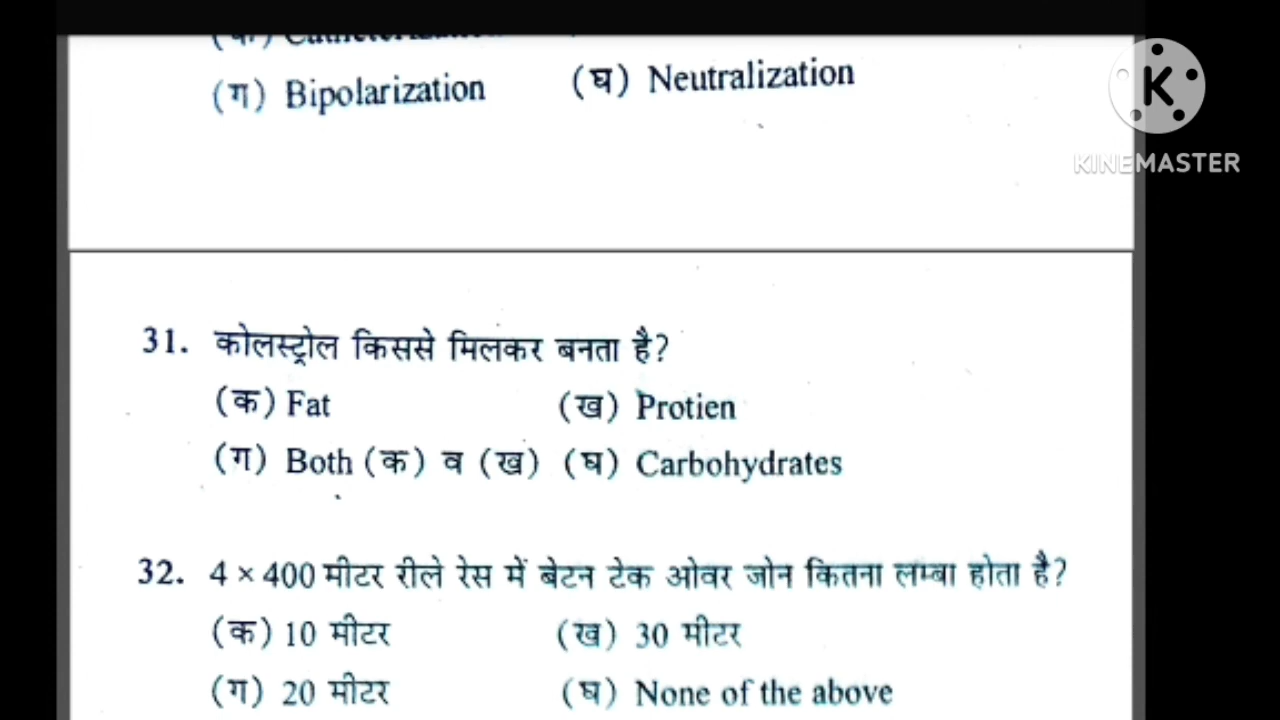 (ग) Bipolarization (घ) Neutralization
K
KINEMASTER
31. कोलस्ट्रोल किससे मिलकर बनता है?
(क) Fat (ख) Protien
(ग) Both (क) व (ख) (घ) Carbohydrates
32. 4 × 400 मीटर रीले रेस में बेटन टेक ओवर जोन कितना लम्बा होता है?
(क) 10 मीटर (ख) 30 मीटर
(ग) 20 मीटर (घ) None of the above